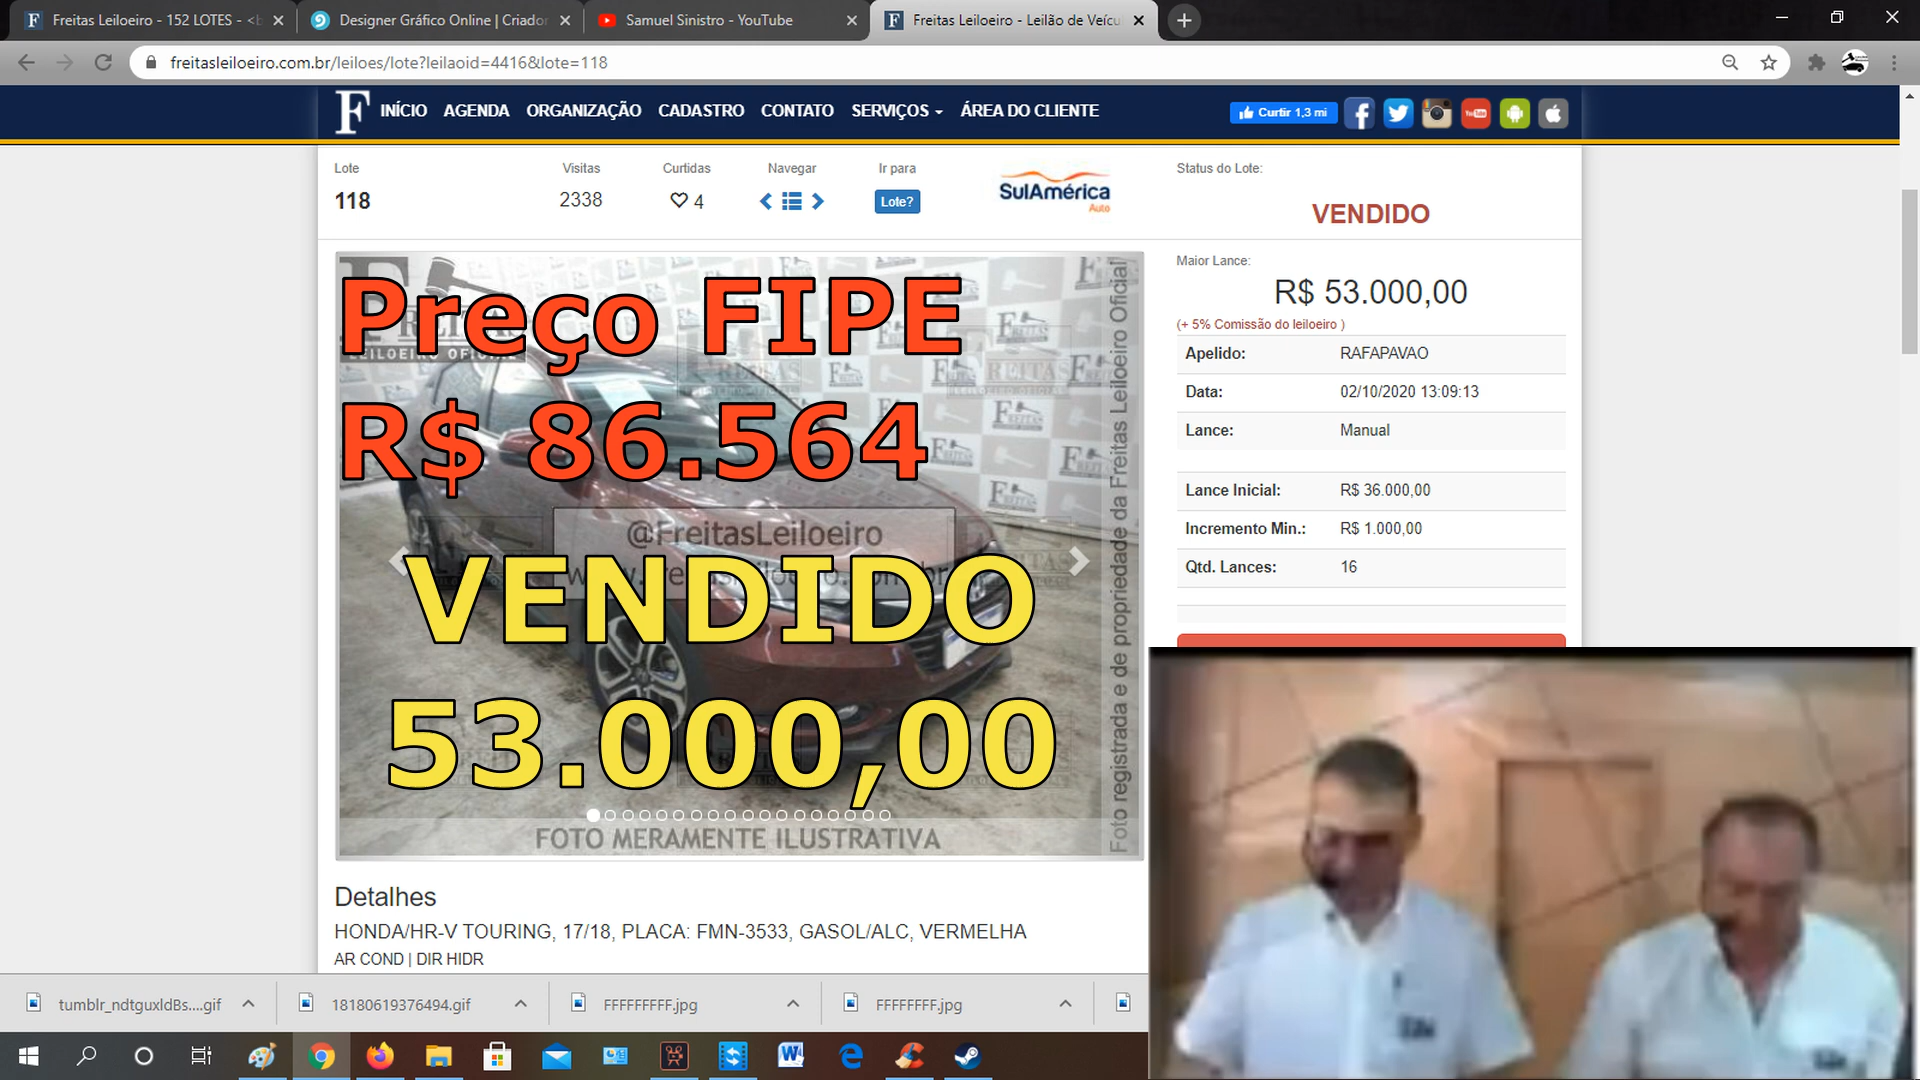 Freitas Leiloeiro - 152 LOTES - <b
Designer Gráfico Online | Criador
Samuel Sinistro - YouTube
Freitas Leiloeiro - Leilão de Veícu
freitasleiloeiro.com.br/leiloes/lote?leilaoid=4416&lote=118
F INÍCIO AGENDA ORGANIZAÇÃO CADASTRO CONTATO SERVIÇOS ÁREA DO CLIENTE
Curtir 1,3 mi
Lote Visitas Curtidas Navegar Ir para
118 2338 4 Lote?
SulAmérica
Auto
Status do Lote:
VENDIDO
Maior Lance:
R$ 53.000,00
(+ 5% Comissão do leiloeiro )
Apelido: RAFAPAVAO
Data: 02/10/2020 13:09:13
Lance: Manual
Lance Inicial: R$ 36.000,00
Incremento Min.: R$ 1.000,00
Qtd. Lances: 16
Preço FIPE
LEILOEIRO OFICIAL
R$ 86.564
@FreitasLeiloeiro
VENDIDO
53.000,00
Foto registrada e de propriedade da Freitas Leiloeiro Oficial
FOTO MERAMENTE ILUSTRATIVA
Detalhes
HONDA/HR-V TOURING, 17/18, PLACA: FMN-3533, GASOL/ALC, VERMELHA
AR COND | DIR HIDR
tumblr_ndtguxldBs....gif
18180619376494.gif
FFFFFFFFF.jpg
FFFFFFFF.jpg